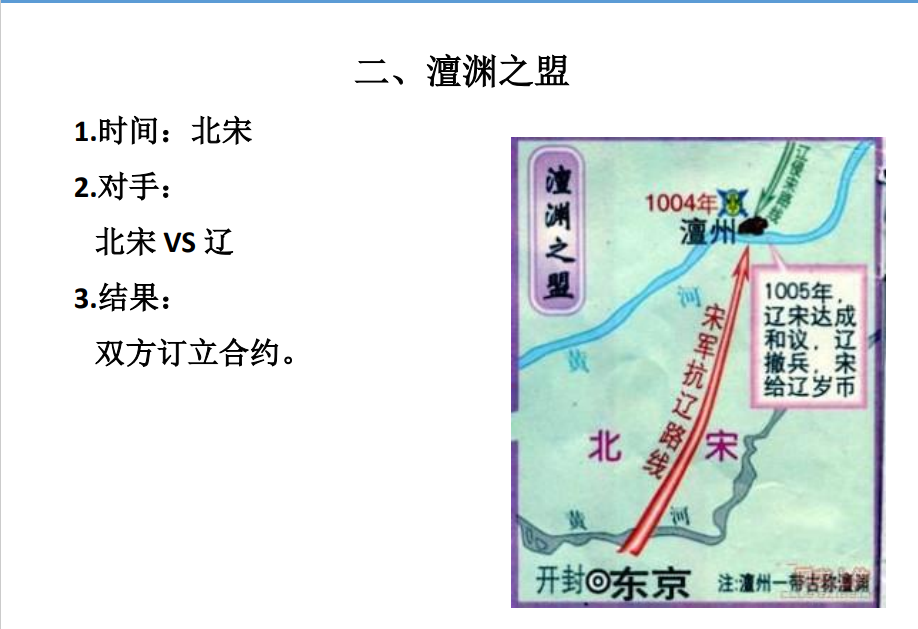 二、澶渊之盟
1.时间：北宋
2.对手：
北宋 VS 辽
3.结果：
双方订立合约。
澶渊之盟
1004年
澶州
辽侵宋路线
1005年，
辽宋达成
和议，辽
撤兵，宋
给辽岁币
黄河
宋军抗辽路线
北宋
黄河
开封
东京
注:澶州一带古称澶渊